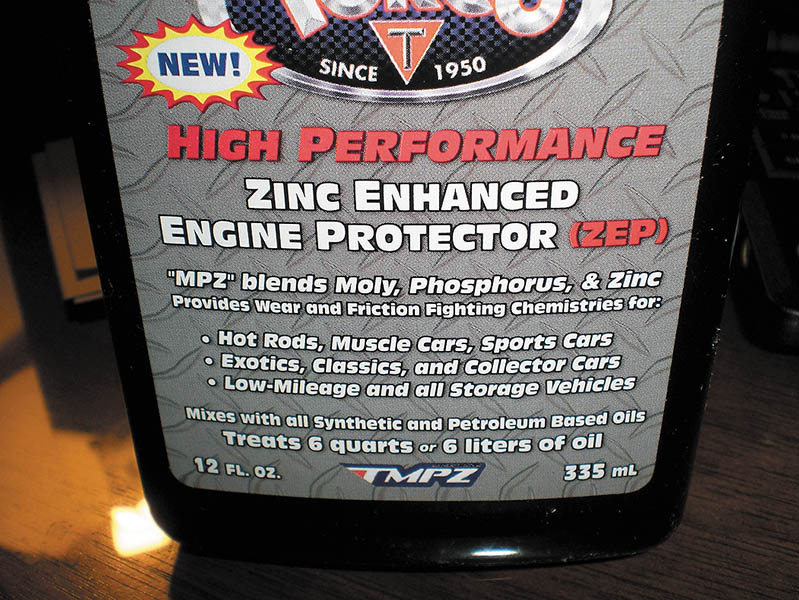 NEW!
T
SINCE 1950
HIGH PERFORMANCE
ZINC ENHANCED
ENGINE PROTECTOR (ZEP)
"MPZ" blends Moly, Phosphorus, & Zinc
Provides Wear and Friction Fighting Chemistries for:
• Hot Rods, Muscle Cars, Sports Cars
• Exotics, Classics, and Collector Cars
• Low-Mileage and all Storage Vehicles
Mixes with all Synthetic and Petroleum Based Oils
Treats 6 quarts or 6 liters of oil
12 FL. OZ. TMPZ 335 mL